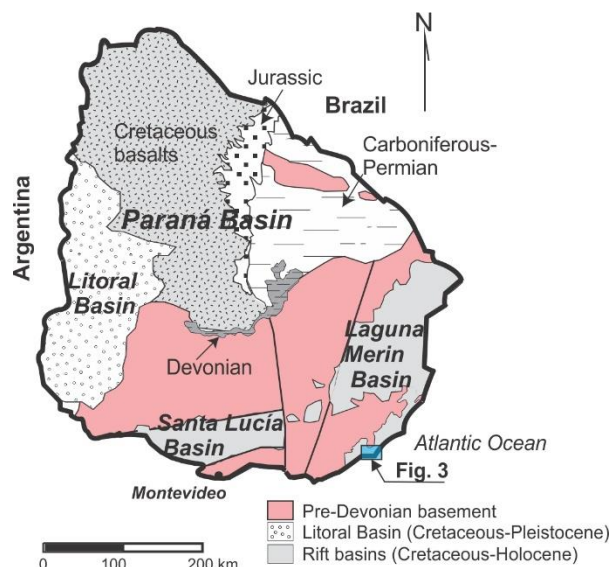 N
Jurassic
Brazil
Cretaceous
basalts
Carboniferous-
Permian
Argentina
Paraná Basin
Litoral
Basin
Laguna
Merin
Basin
Devonian
Santa Lucía
Basin
Atlantic Ocean
Fig. 3
Montevideo
Pre-Devonian basement
Litoral Basin (Cretaceous-Pleistocene)
Rift basins (Cretaceous-Holocene)
0 100 200 km